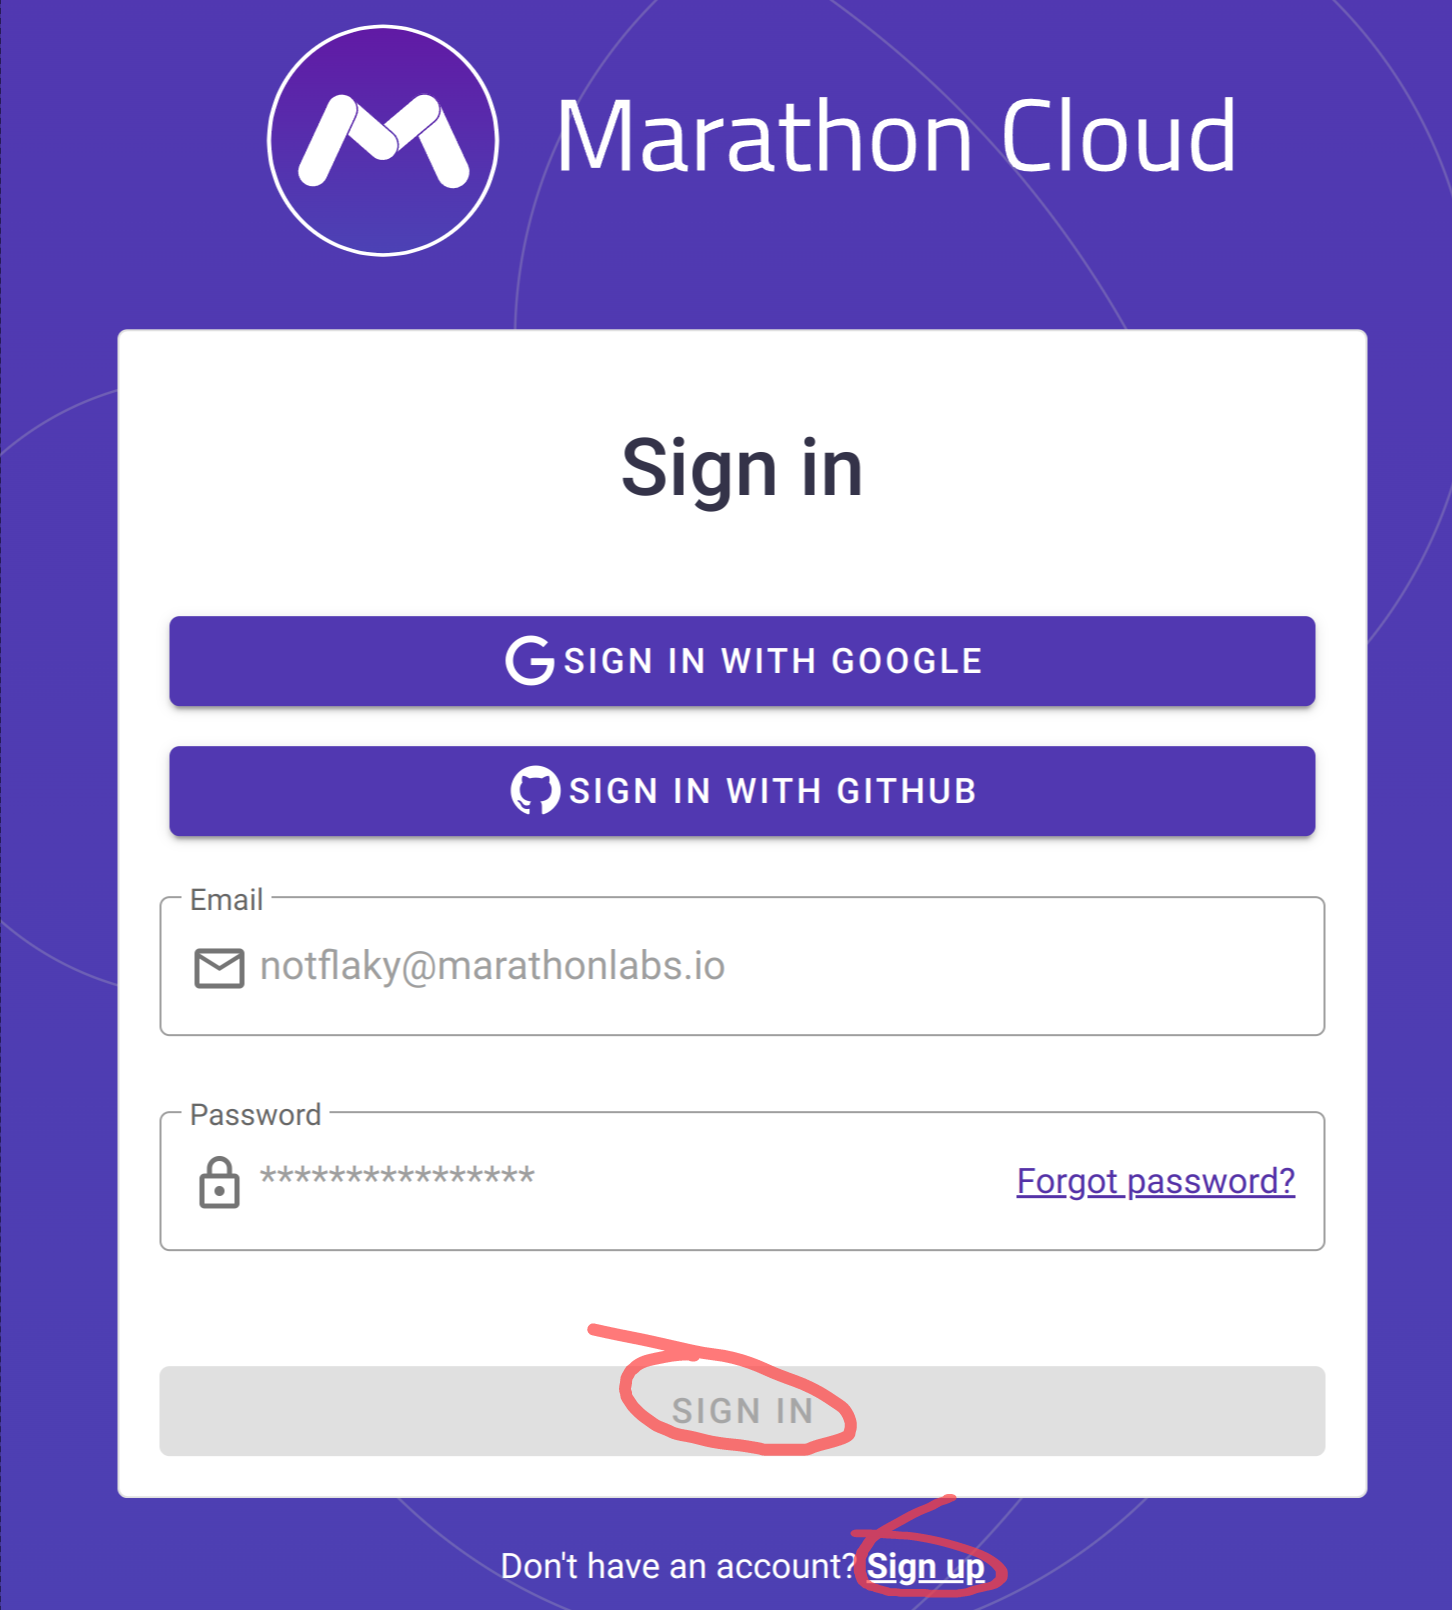 Marathon Cloud
Sign in
SIGN IN WITH GOOGLE
SIGN IN WITH GITHUB
Email
notflaky@marathonlabs.io
Password
**************** Forgot password?
SIGN IN
Don't have an account? Sign up